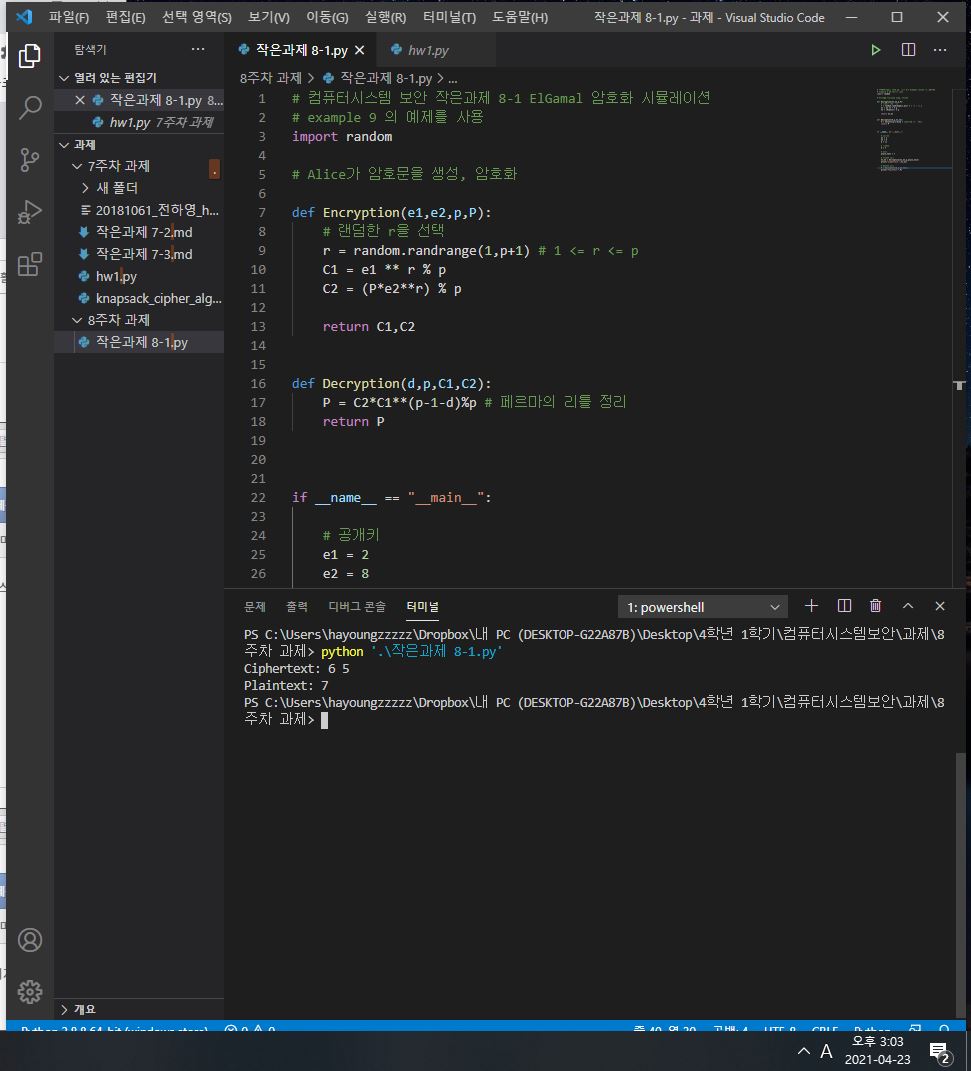 파일(F) 편집(E) 선택 영역(S) 보기(V) 이동(G) 실행(R) 터미널(T) 도움말(H) 작은과제 8-1.py - 과제 - Visual Studio Code
탐색기
작은과제 8-1.py
hw1.py
열려 있는 편집기
작은과제 8-1.py 8...
hw1.py 7주차 과제
과제
7주차 과제
새 폴더
20181061_전하영_h...
작은과제 7-2.md
작은과제 7-3.md
hw1.py
knapsack_cipher_alg...
8주차 과제
작은과제 8-1.py
개요
8주차 과제 > 작은과제 8-1.py > ...
1 # 컴퓨터시스템 보안 작은과제 8-1 ElGamal 암호화 시뮬레이션
2 # example 9 의 예제를 사용
3 import random
4
5 # Alice가 암호문을 생성, 암호화
6
7 def Encryption(e1,e2,p,P):
8 # 랜덤한 r을 선택
9 r = random.randrange(1,p+1) # 1 <= r <= p
10 C1 = e1 ** r % p
11 C2 = (P*e2**r) % p
12
13 return C1,C2
14
15
16 def Decryption(d,p,C1,C2):
17 P = C2*C1**(p-1-d)%p # 페르마의 리틀 정리
18 return P
19
20
21
22 if __name__ == "__main__":
23
24 # 공개키
25 e1 = 2
26 e2 = 8
문제 출력 디버그 콘솔 터미널 1: powershell
PS C:\Users\hayoungzzzzz\Dropbox\내 PC (DESKTOP-G22A87B)\Desktop\4학년 1학기\컴퓨터시스템보안\과제\8
주차 과제> python '.\작은과제 8-1.py'
Ciphertext: 6 5
Plaintext: 7
PS C:\Users\hayoungzzzzz\Dropbox\내 PC (DESKTOP-G22A87B)\Desktop\4학년 1학기\컴퓨터시스템보안\과제\8
주차 과제>
Python 3.8.8 64-bit (windows store) 0 0 줄 40, 열 30 공백: 4 UTF-8 CRLF Python
A 오후 3:03
2021-04-23
2